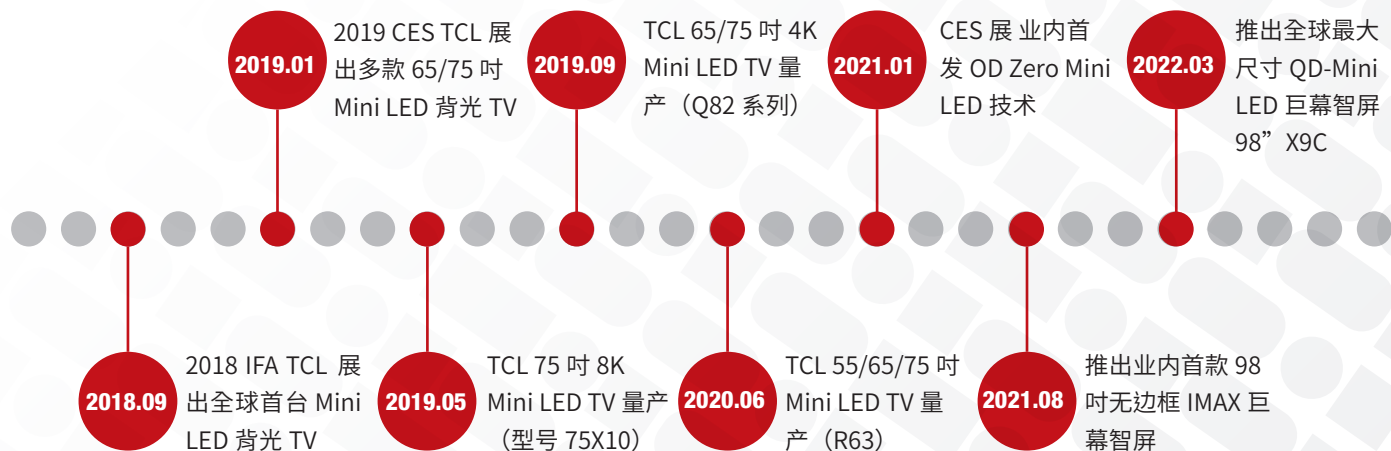 2019.01
2019 CES TCL 展
出多款 65/75 吋
Mini LED 背光 TV
2019.09
TCL 65/75 吋 4K
Mini LED TV 量
产（Q82 系列）
2021.01
CES 展 业内首
发 OD Zero Mini
LED 技术
2022.03
推出全球最大
尺寸 QD-Mini
LED 巨幕智屏
98” X9C
2018.09
2018 IFA TCL 展
出全球首台 Mini
LED 背光 TV
2019.05
TCL 75 吋 8K
Mini LED TV 量产
（型号 75X10）
2020.06
TCL 55/65/75 吋
Mini LED TV 量
产（R63）
2021.08
推出业内首款 98
吋无边框 IMAX 巨
幕智屏